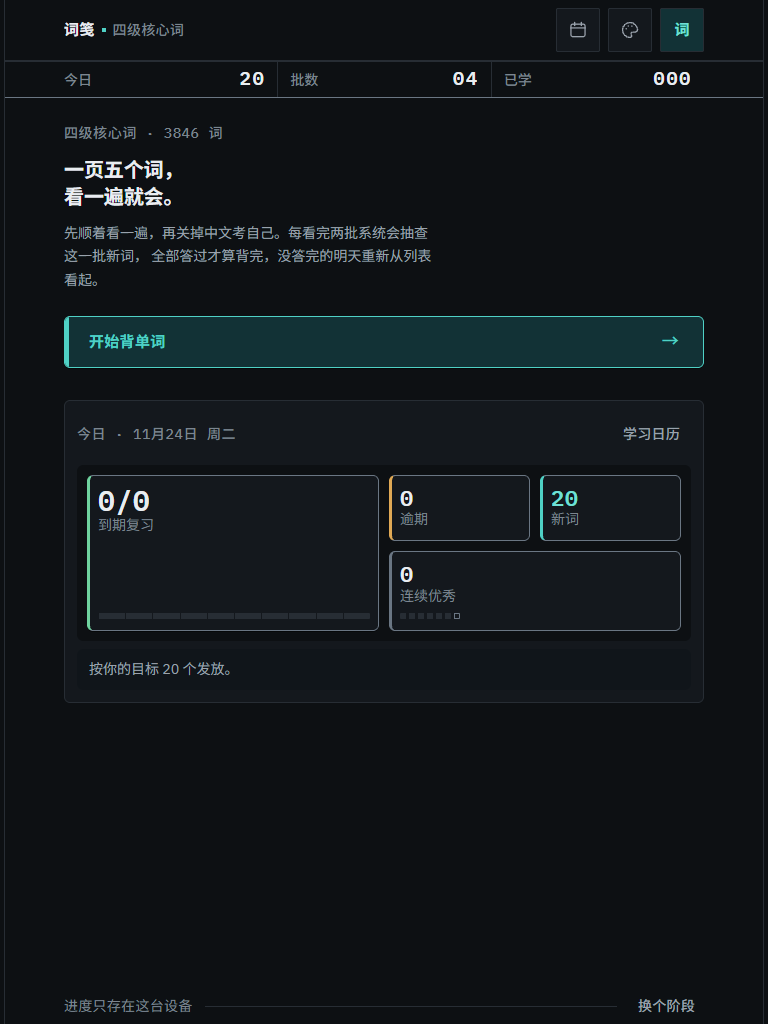 词笺 四级核心词
词
今日 20 批数 04 已学 000
四级核心词 · 3846 词
一页五个词，
看一遍就会。
先顺着看一遍，再关掉中文考自己。每看完两批系统会抽查
这一批新词， 全部答过才算背完，没答完的明天重新从列表
看起。
开始背单词 →
今日 · 11月24日 周二 学习日历
0/0
到期复习
0
逾期
20
新词
0
连续优秀
按你的目标 20 个发放。
进度只存在这台设备 换个阶段